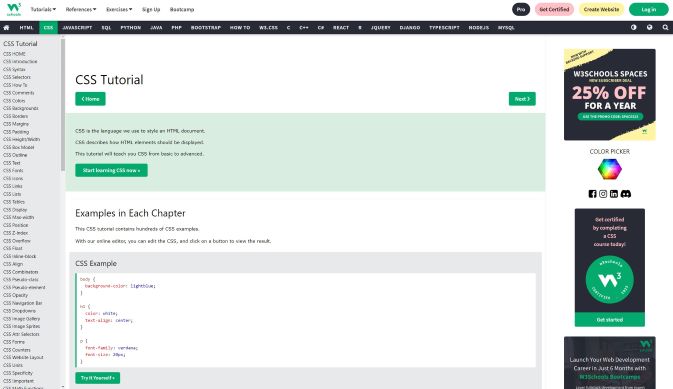 schools
Tutorials ▾ References ▾ Exercises ▾ Sign Up Bootcamp
Pro Get Certified Create Website Log in
HTML CSS JAVASCRIPT SQL PYTHON JAVA PHP BOOTSTRAP HOW TO W3.CSS C C++ C# REACT R JQUERY DJANGO TYPESCRIPT NODEJS MYSQL
CSS Tutorial
CSS HOME
CSS Introduction
CSS Syntax
CSS Selectors
CSS How To
CSS Comments
CSS Colors
CSS Backgrounds
CSS Borders
CSS Margins
CSS Padding
CSS Height/Width
CSS Box Model
CSS Outline
CSS Text
CSS Fonts
CSS Icons
CSS Links
CSS Lists
CSS Tables
CSS Display
CSS Max-width
CSS Position
CSS Z-index
CSS Overflow
CSS Float
CSS Inline-block
CSS Align
CSS Combinators
CSS Pseudo-class
CSS Pseudo-element
CSS Opacity
CSS Navigation Bar
CSS Dropdowns
CSS Image Gallery
CSS Image Sprites
CSS Attr Selectors
CSS Forms
CSS Counters
CSS Website Layout
CSS Units
CSS Specificity
CSS !important
CSS Math Functions
CSS Tutorial
❮ Home
Next ❯
CSS is the language we use to style an HTML document.
CSS describes how HTML elements should be displayed.
This tutorial will teach you CSS from basic to advanced.
Start learning CSS now »
Examples in Each Chapter
This CSS tutorial contains hundreds of CSS examples.
With our online editor, you can edit the CSS, and click on a button to view the result.
CSS Example
body {
background-color: lightblue;
}
h1 {
color: white;
text-align: center;
}
p {
font-family: verdana;
font-size: 20px;
}
Try it Yourself »
W3SCHOOLS SPACES
NEW SUBSCRIBER DEAL
25% OFF
FOR A YEAR
USE THE PROMO CODE: SPACES25
COLOR PICKER
Get certified
by completing
a CSS
course today!
w3schools
CERTIFIED 2022
Get started
Launch Your Web Development
Career in Just 6 Months with
W3Schools Bootcamps